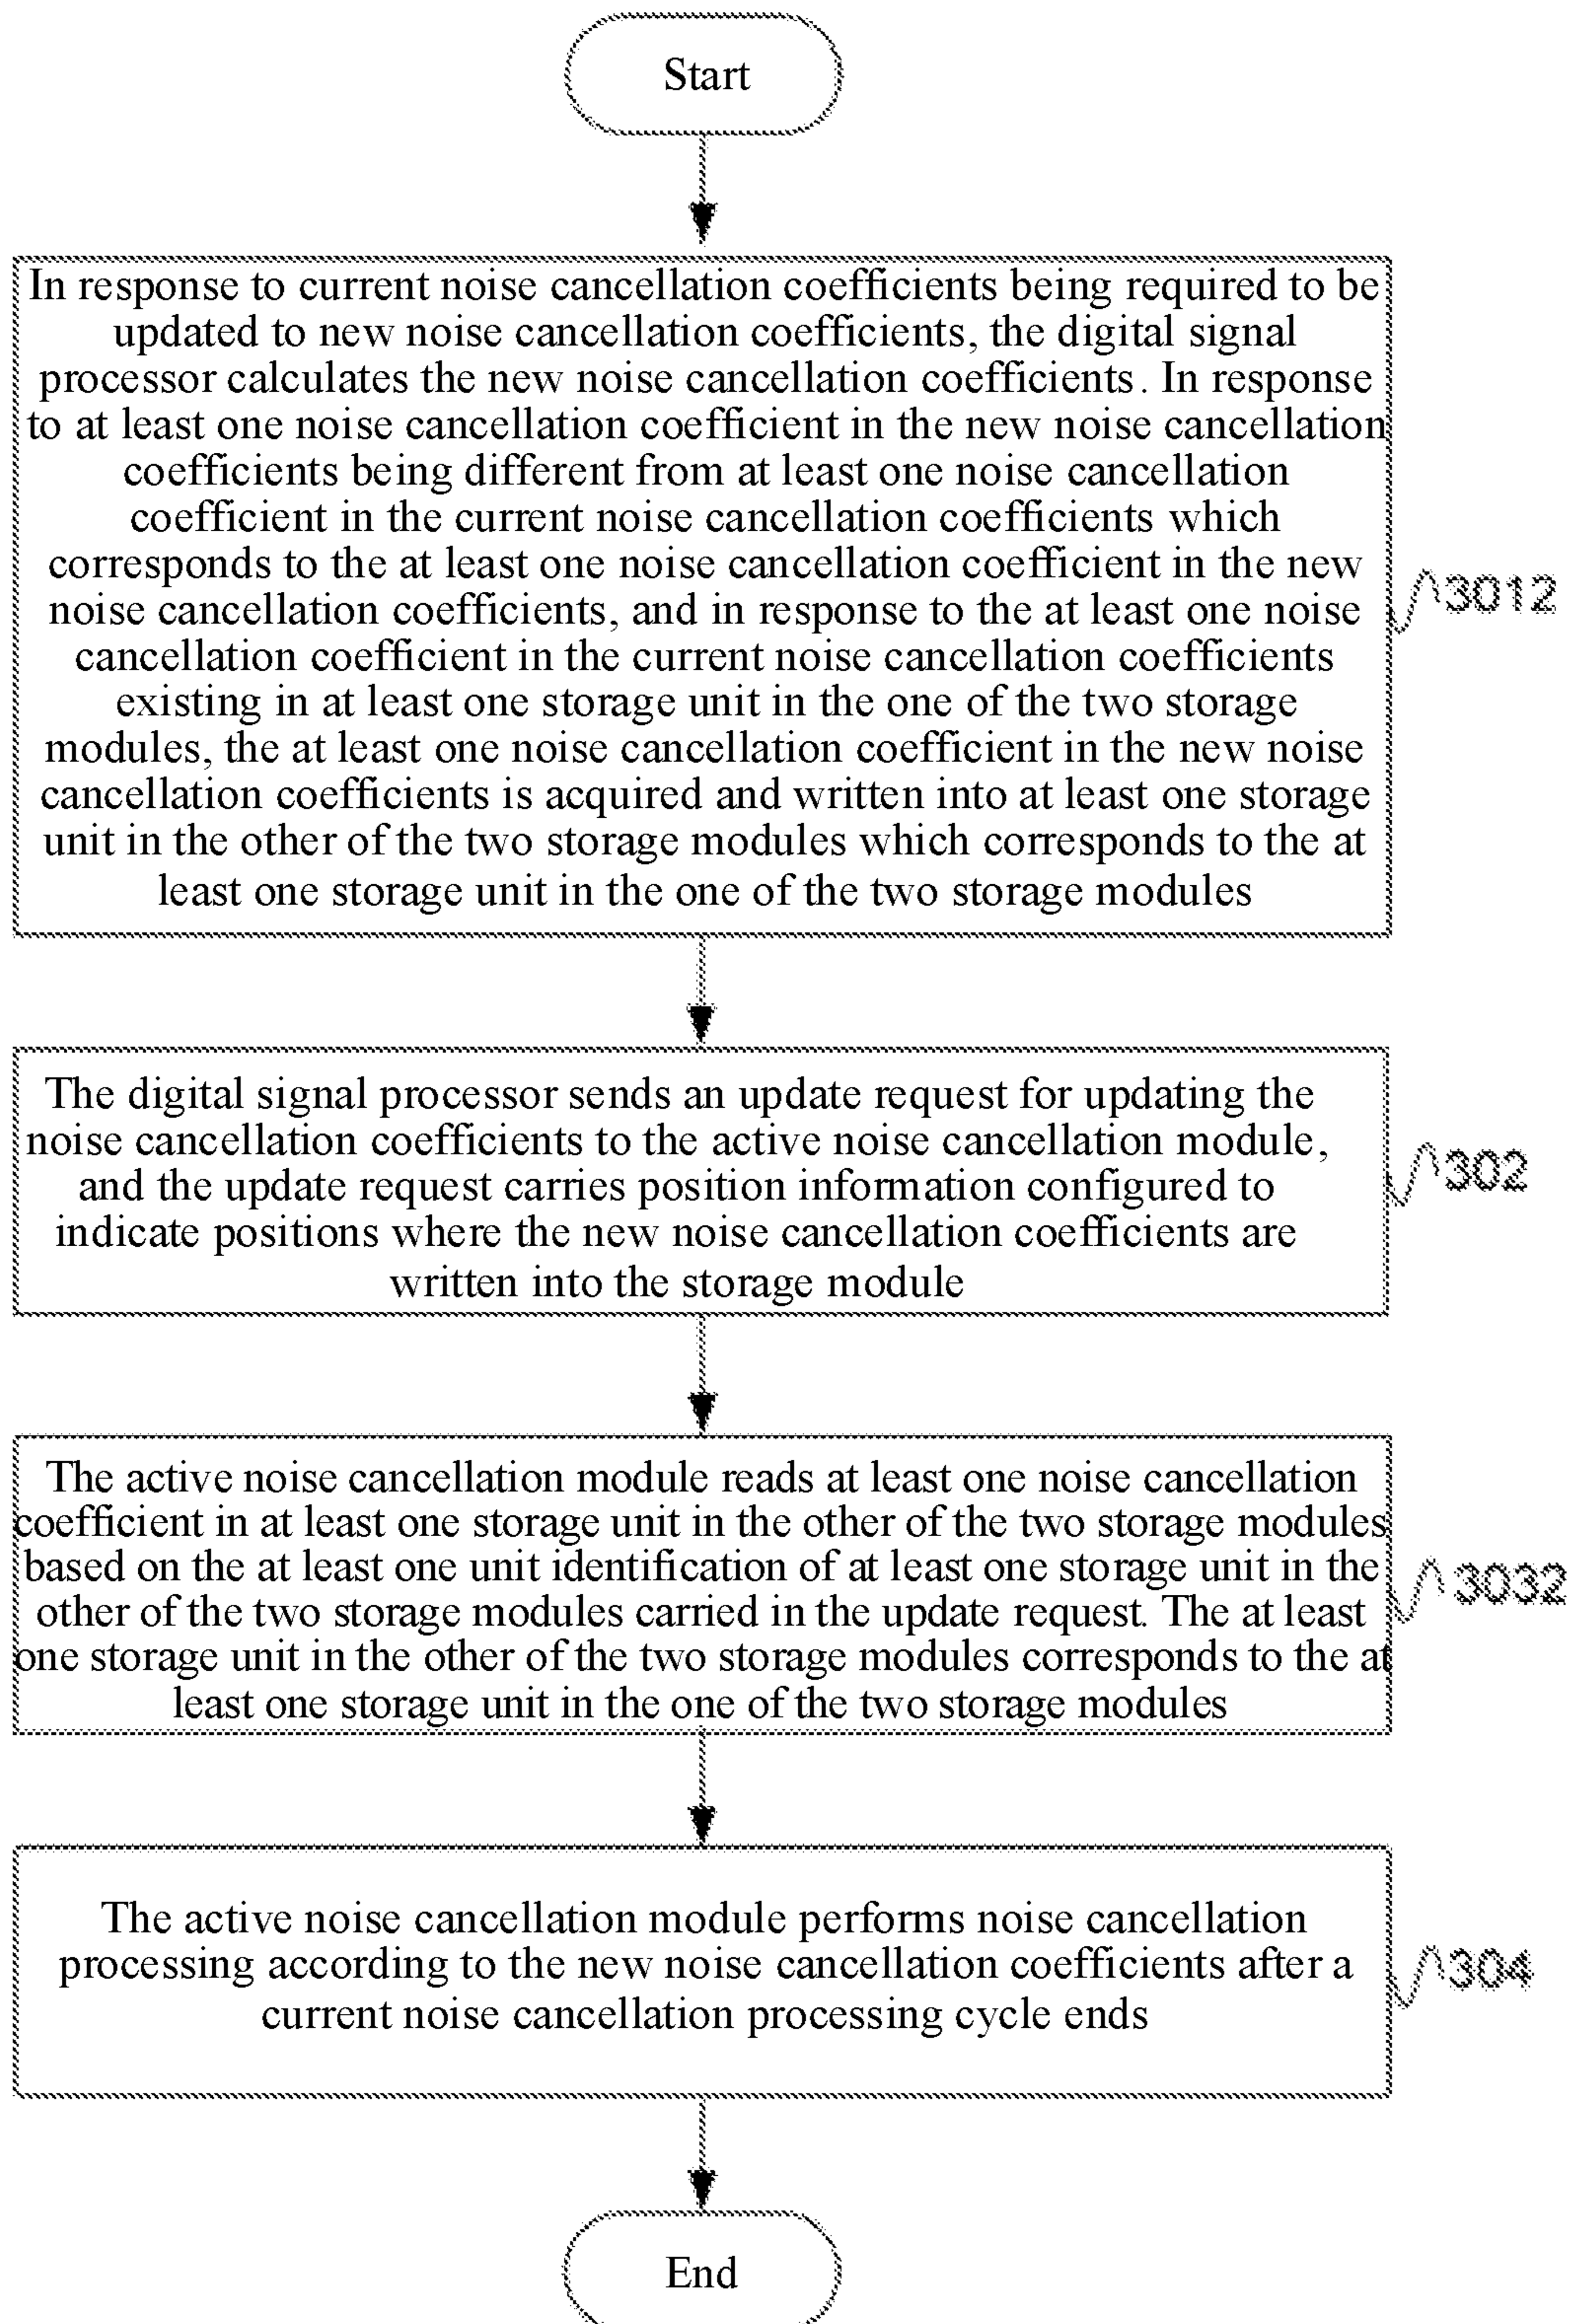 Start
In response to current noise cancellation coefficients being required to be
updated to new noise cancellation coefficients, the digital signal
processor calculates the new noise cancellation coefficients. In response
to at least one noise cancellation coefficient in the new noise cancellation
coefficients being different from at least one noise cancellation
coefficient in the current noise cancellation coefficients which
corresponds to the at least one noise cancellation coefficient in the new
noise cancellation coefficients, and in response to the at least one noise
cancellation coefficient in the current noise cancellation coefficients
existing in at least one storage unit in the one of the two storage
modules, the at least one noise cancellation coefficient in the new noise
cancellation coefficients is acquired and written into at least one storage
unit in the other of the two storage modules which corresponds to the at
least one storage unit in the one of the two storage modules
3012
The digital signal processor sends an update request for updating the
noise cancellation coefficients to the active noise cancellation module,
and the update request carries position information configured to
indicate positions where the new noise cancellation coefficients are
written into the storage module
302
The active noise cancellation module reads at least one noise cancellation
coefficient in at least one storage unit in the other of the two storage modules
based on the at least one unit identification of at least one storage unit in the
other of the two storage modules carried in the update request. The at least
one storage unit in the other of the two storage modules corresponds to the at
least one storage unit in the one of the two storage modules
3032
The active noise cancellation module performs noise cancellation
processing according to the new noise cancellation coefficients after a
current noise cancellation processing cycle ends
304
End